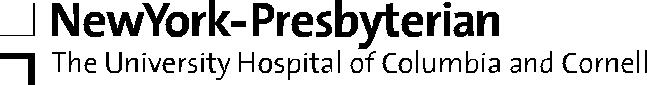 NewYork-Presbyterian
The University Hospital of Columbia and Cornell